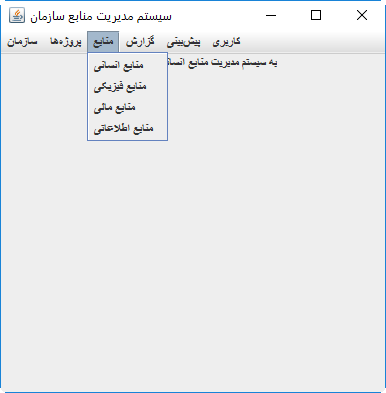 سیستم مدیریت منابع سازمان
سازمان پروژه‌ها منابع گزارش پیش‌بینی کاربری
به سیستم مدیریت منابع
منابع انسانی
منابع فیزیکی
منابع مالی
منابع اطلاعاتی